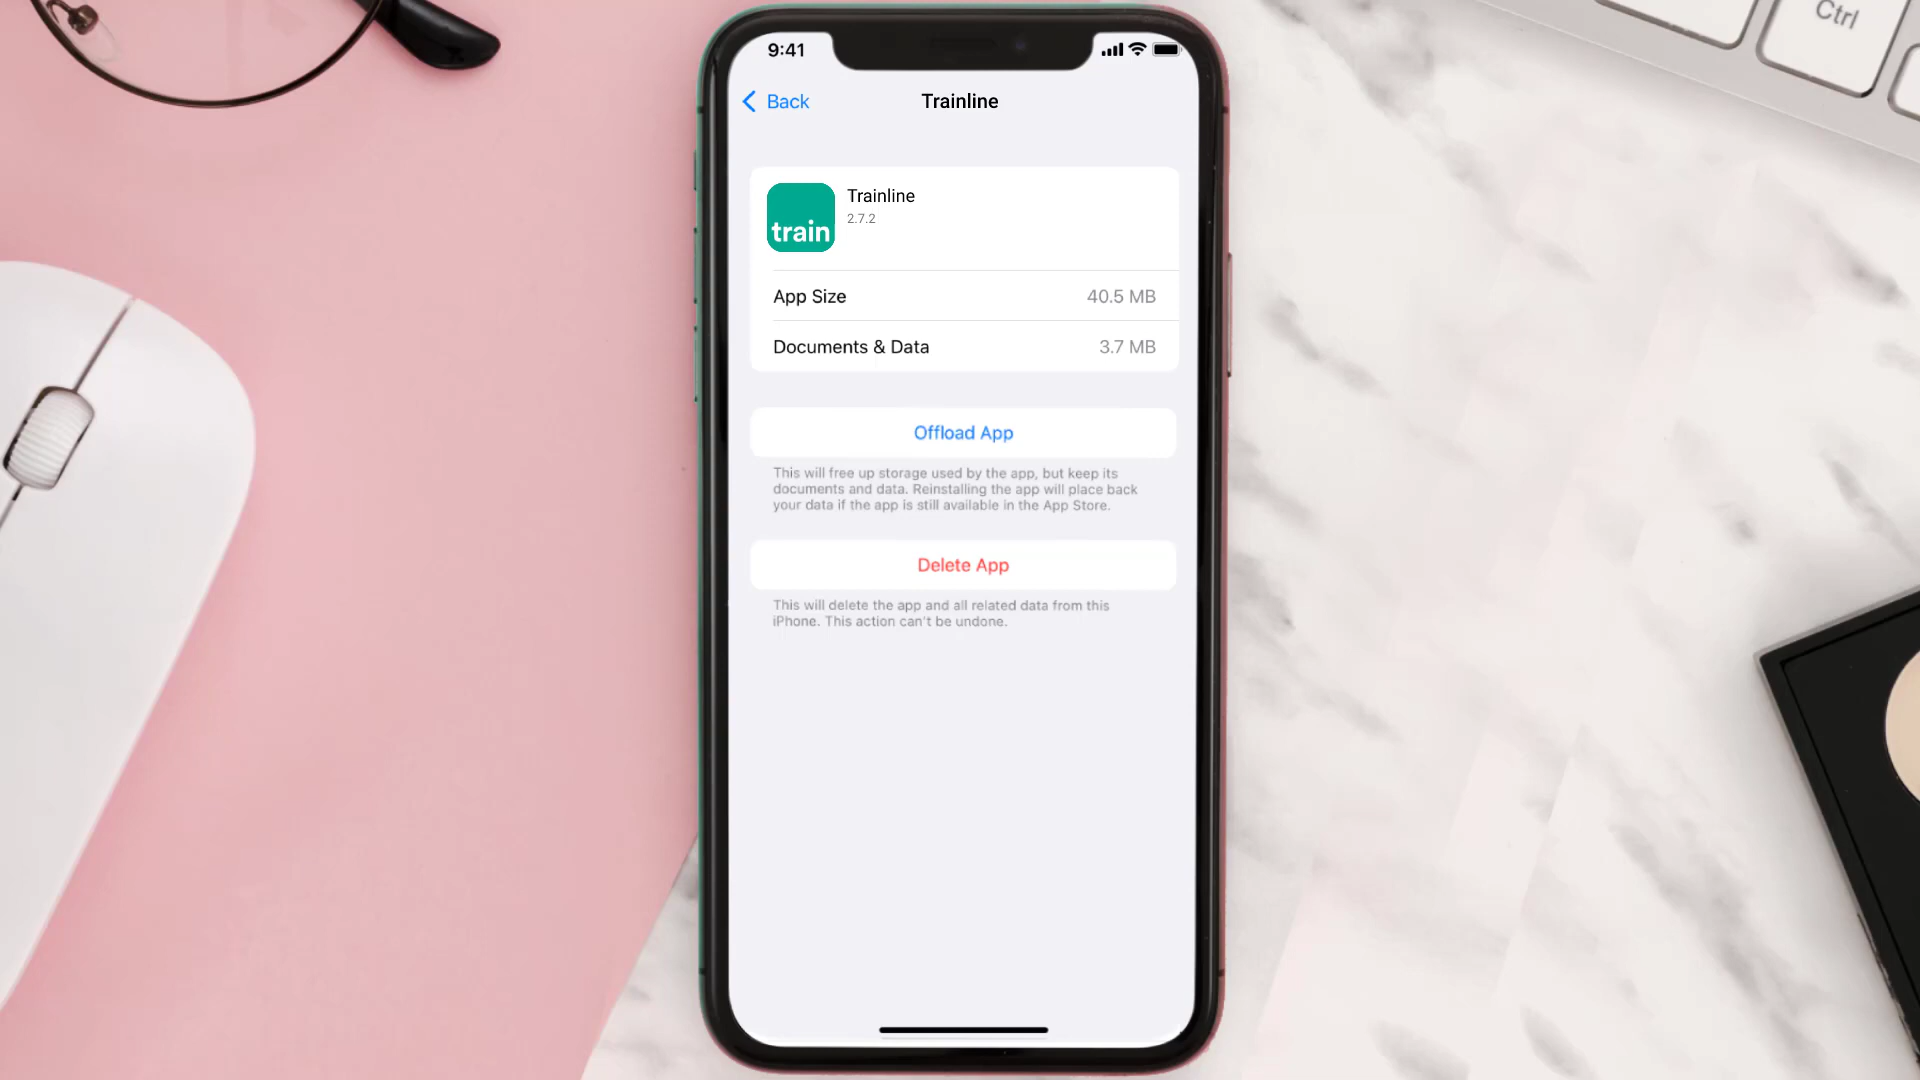 Ctrl
9:41
Back
Trainline
train
Trainline
2.7.2
App Size
40.5 MB
Documents & Data
3.7 MB
Offload App
This will free up storage used by the app, but keep its
documents and data. Reinstalling the app will place back
your data if the app is still available in the App Store.
Delete App
This will delete the app and all related data from this
iPhone. This action can't be undone.